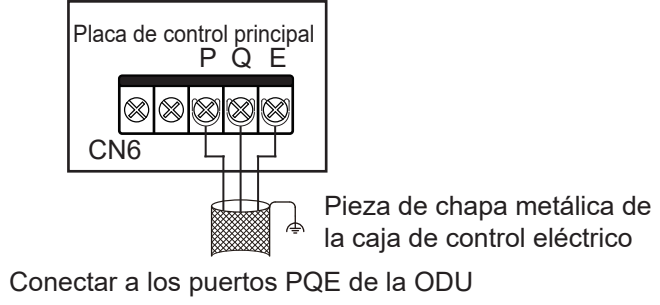 Placa de control principal
P Q E
CN6
Pieza de chapa metálica de
la caja de control eléctrico
Conectar a los puertos PQE de la ODU